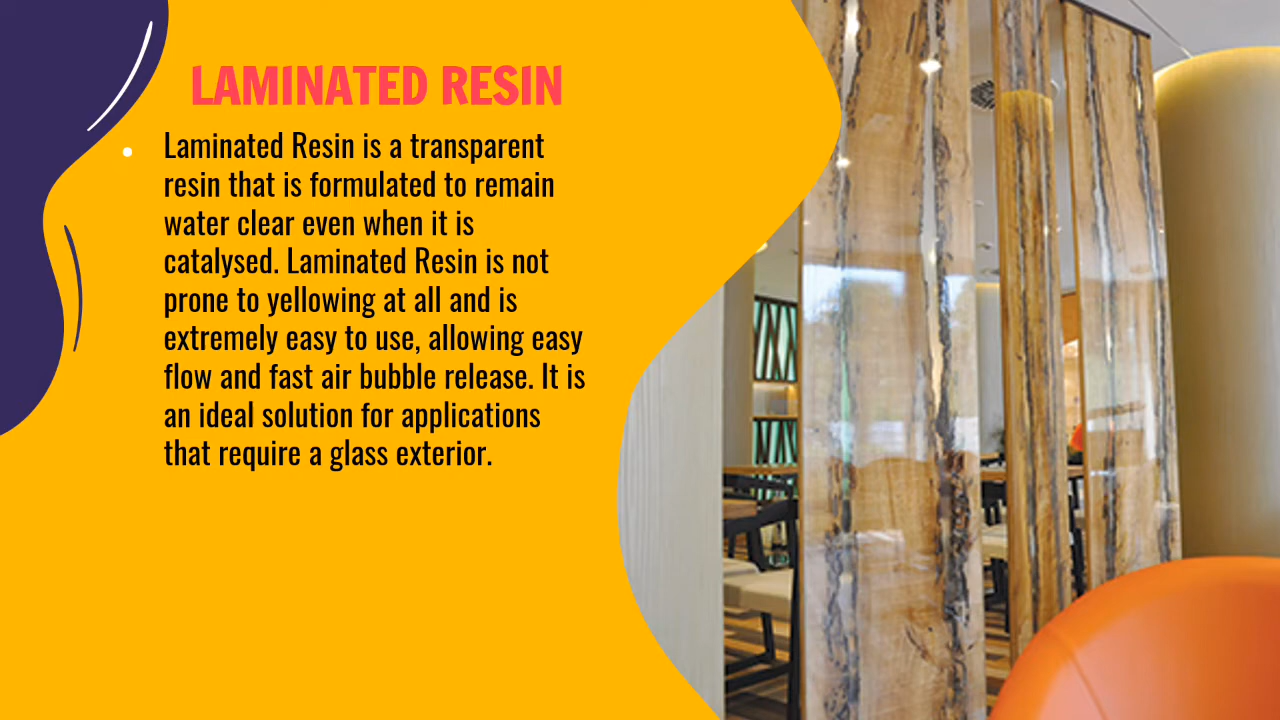 LAMINATED RESIN
Laminated Resin is a transparent
resin that is formulated to remain
water clear even when it is
catalysed. Laminated Resin is not
prone to yellowing at all and is
extremely easy to use, allowing easy
flow and fast air bubble release. It is
an ideal solution for applications
that require a glass exterior.